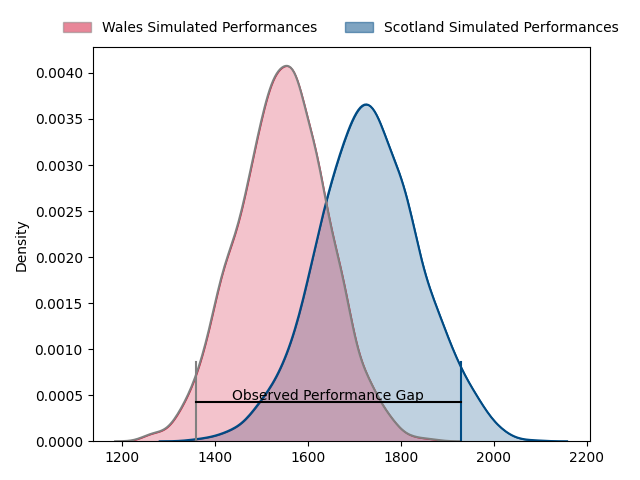 Wales Simulated Performances Scotland Simulated Performances
0.0040
0.0035
0.0030
0.0025
0.0020
0.0015
0.0010
0.0005
0.0000
Density
Observed Performance Gap
1200 1400 1600 1800 2000 2200